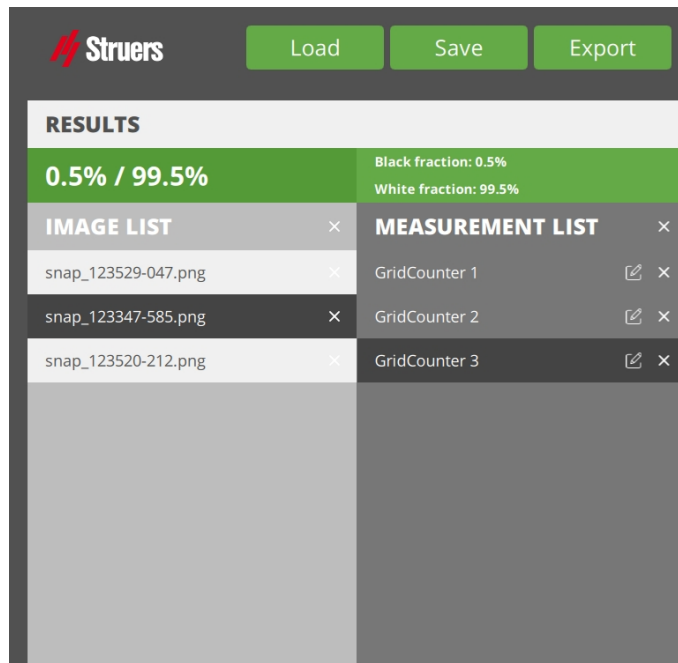 Struers Load Save Export
RESULTS
0.5% / 99.5%
Black fraction: 0.5%
White fraction: 99.5%
IMAGE LIST × MEASUREMENT LIST ×
snap_123529-047.png × GridCounter 1 ×
snap_123347-585.png × GridCounter 2 ×
snap_123520-212.png × GridCounter 3 ×